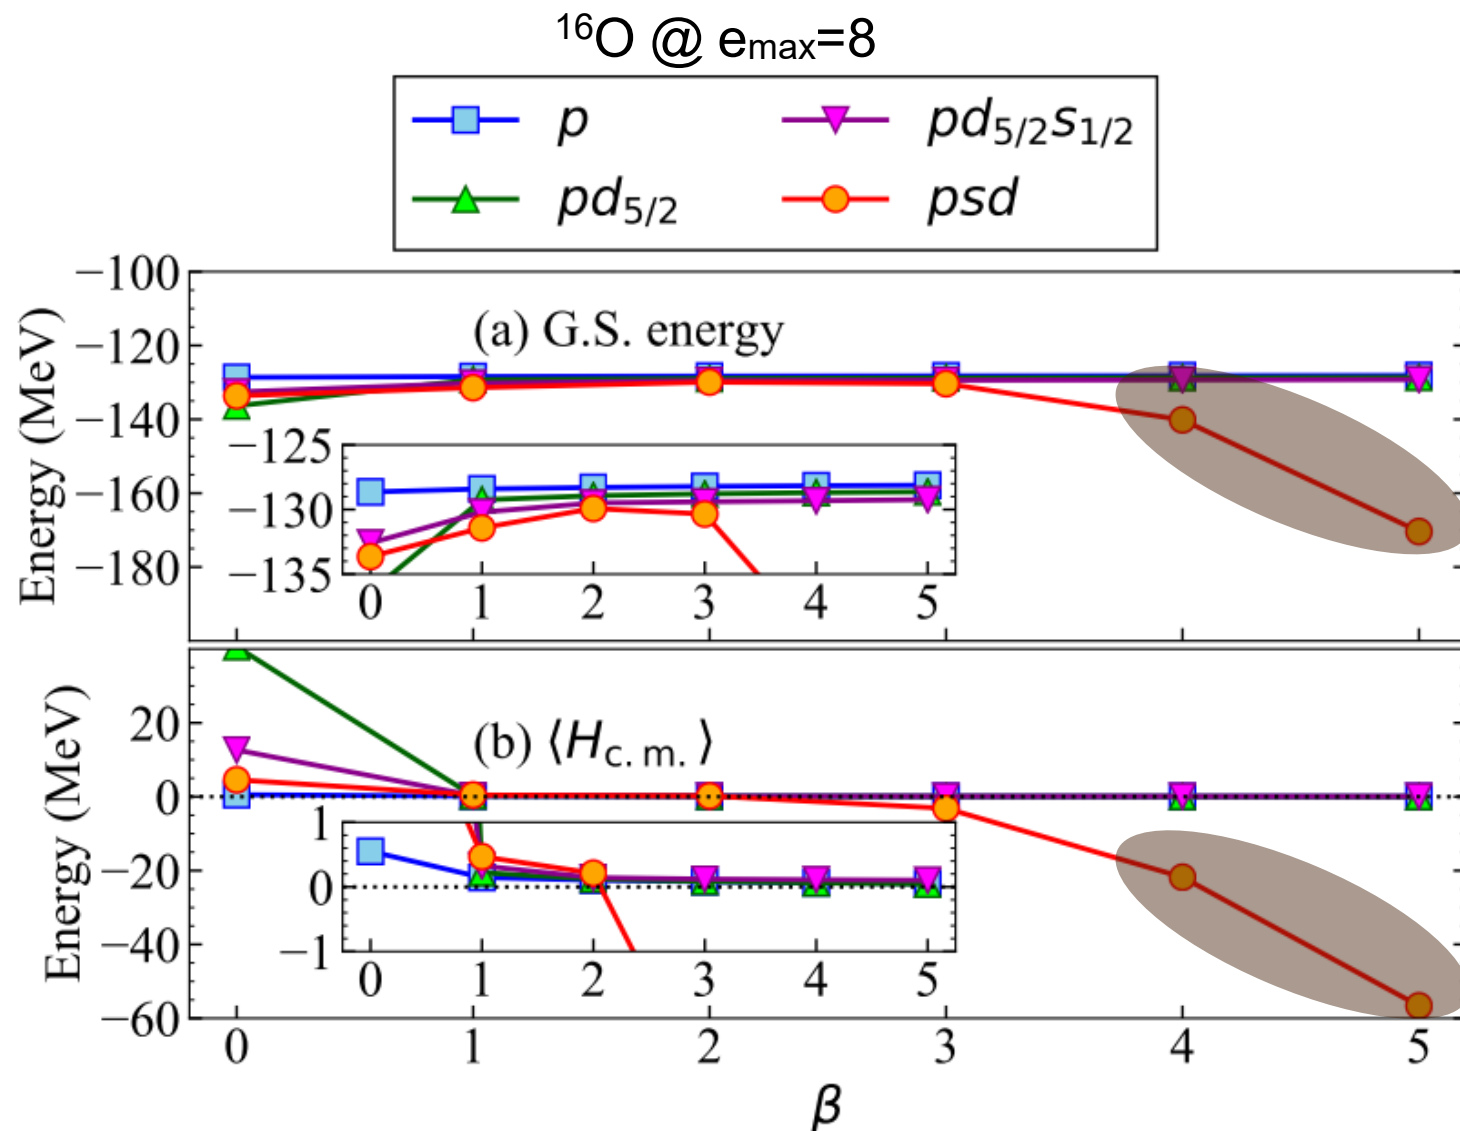 ¹⁶O @ eₘₐₓ=8
p
pd₅/₂
pd₅/₂s₁/₂
psd
(a) G.S. energy
Energy (MeV)
−100
−120
−140
−160
−180
−125
−130
−135
0 1 2 3 4 5
(b) ⟨H_c.m.⟩
Energy (MeV)
20
0
−20
−40
−60
1
0
−1
0 1 2 3 4 5
0 1 2 3 4 5
β